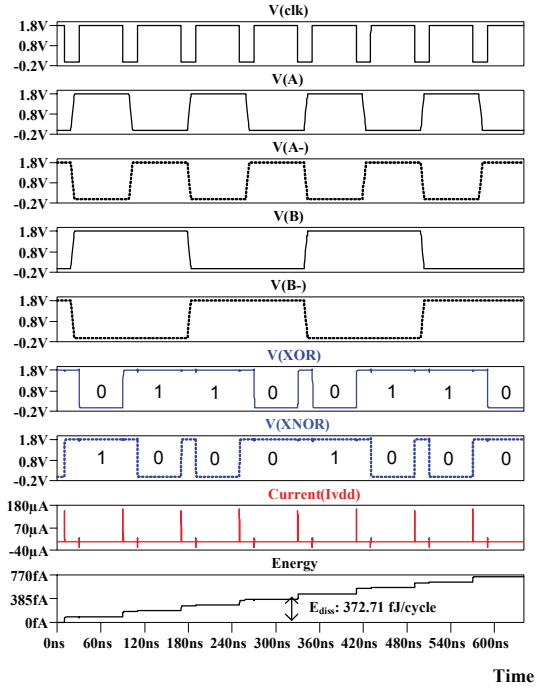 V(clk)
1.8V
0.8V
-0.2V
V(A)
1.8V
0.8V
-0.2V
V(A-)
1.8V
0.8V
-0.2V
V(B)
1.8V
0.8V
-0.2V
V(B-)
1.8V
0.8V
-0.2V
V(XOR)
1.8V
0.8V
-0.2V
0 1 1 0 0 1 1 0
V(XNOR)
1.8V
0.8V
-0.2V
1 0 0 0 1 0 0 0
Current(Ivdd)
180µA
70µA
-40µA
Energy
770fA
385fA
0fA
Ediss: 372.71 fJ/cycle
0ns 60ns 120ns 180ns 240ns 300ns 360ns 420ns 480ns 540ns 600ns
Time